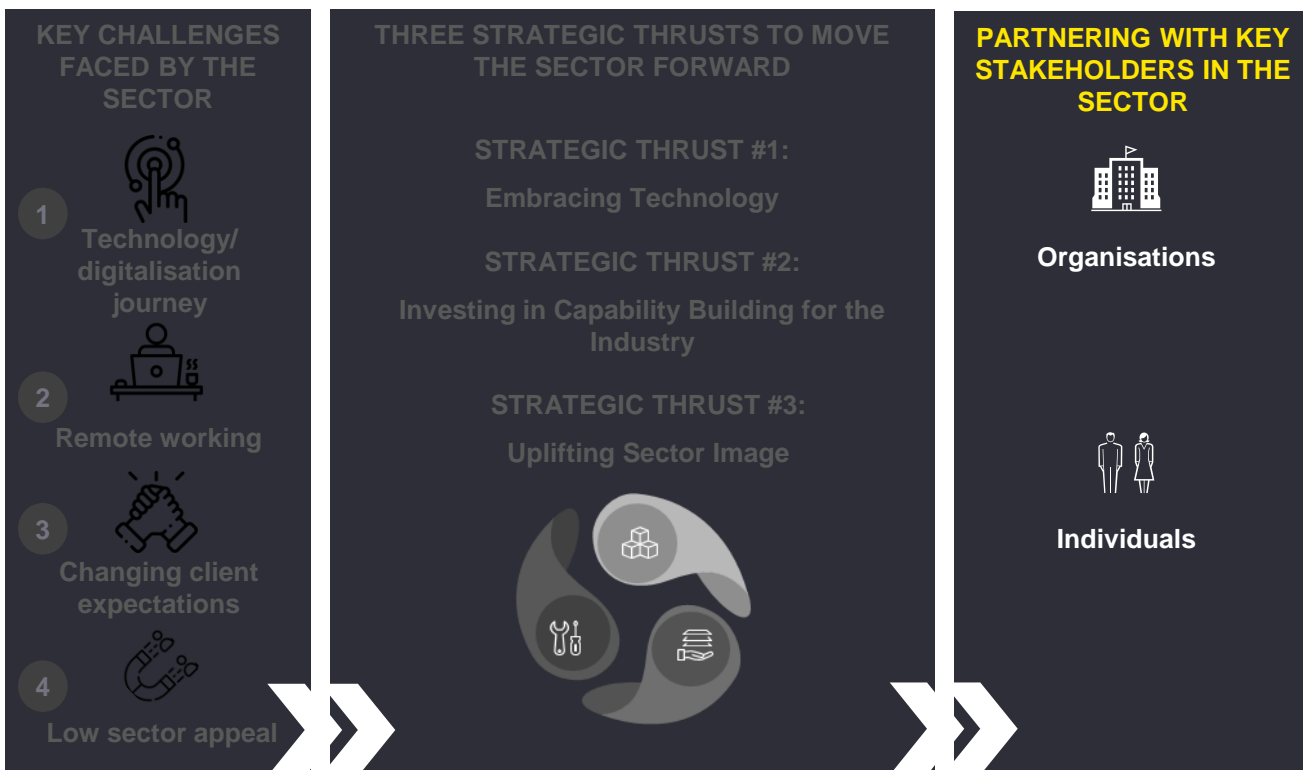 KEY CHALLENGES
FACED BY THE
SECTOR
1
Technology/
digitalisation
journey
2
Remote working
3
Changing client
expectations
4
Low sector appeal
THREE STRATEGIC THRUSTS TO MOVE
THE SECTOR FORWARD
STRATEGIC THRUST #1:
Embracing Technology
STRATEGIC THRUST #2:
Investing in Capability Building for the
Industry
STRATEGIC THRUST #3:
Uplifting Sector Image
PARTNERING WITH KEY
STAKEHOLDERS IN THE
SECTOR
Organisations
Individuals